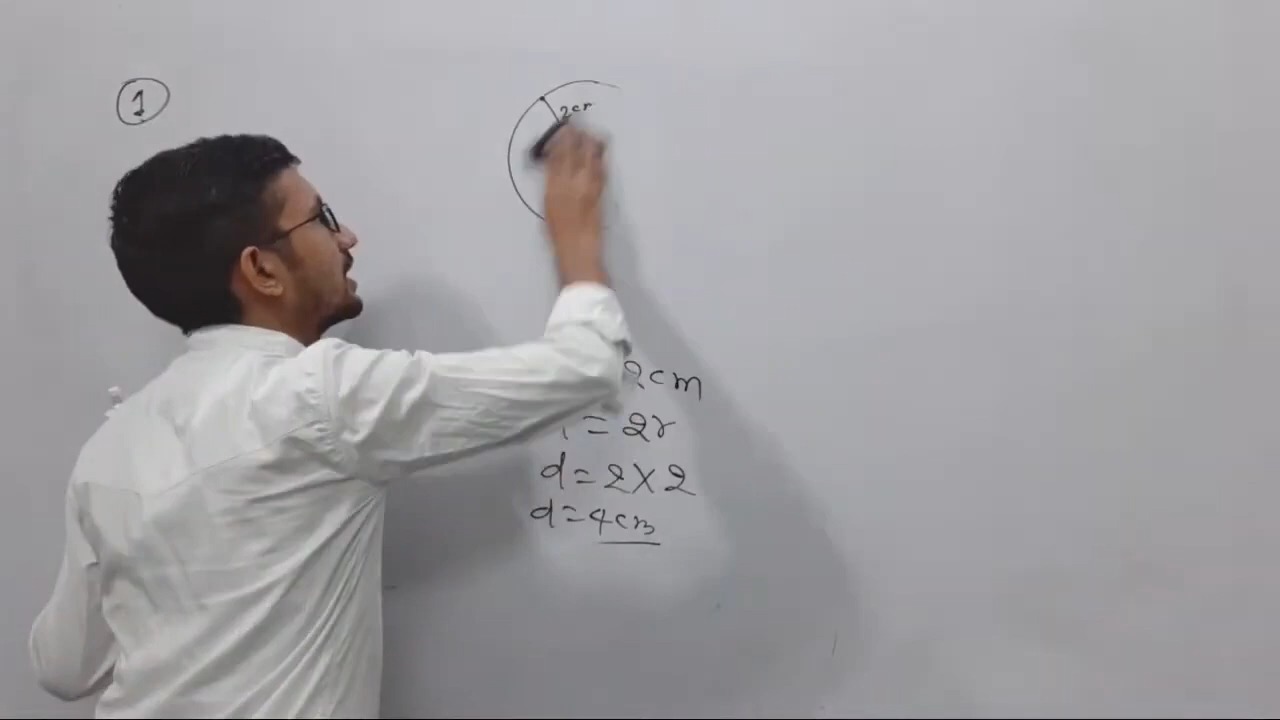 1
2cm
2cm
= 2r
d = 2 X 2
d = 4cm